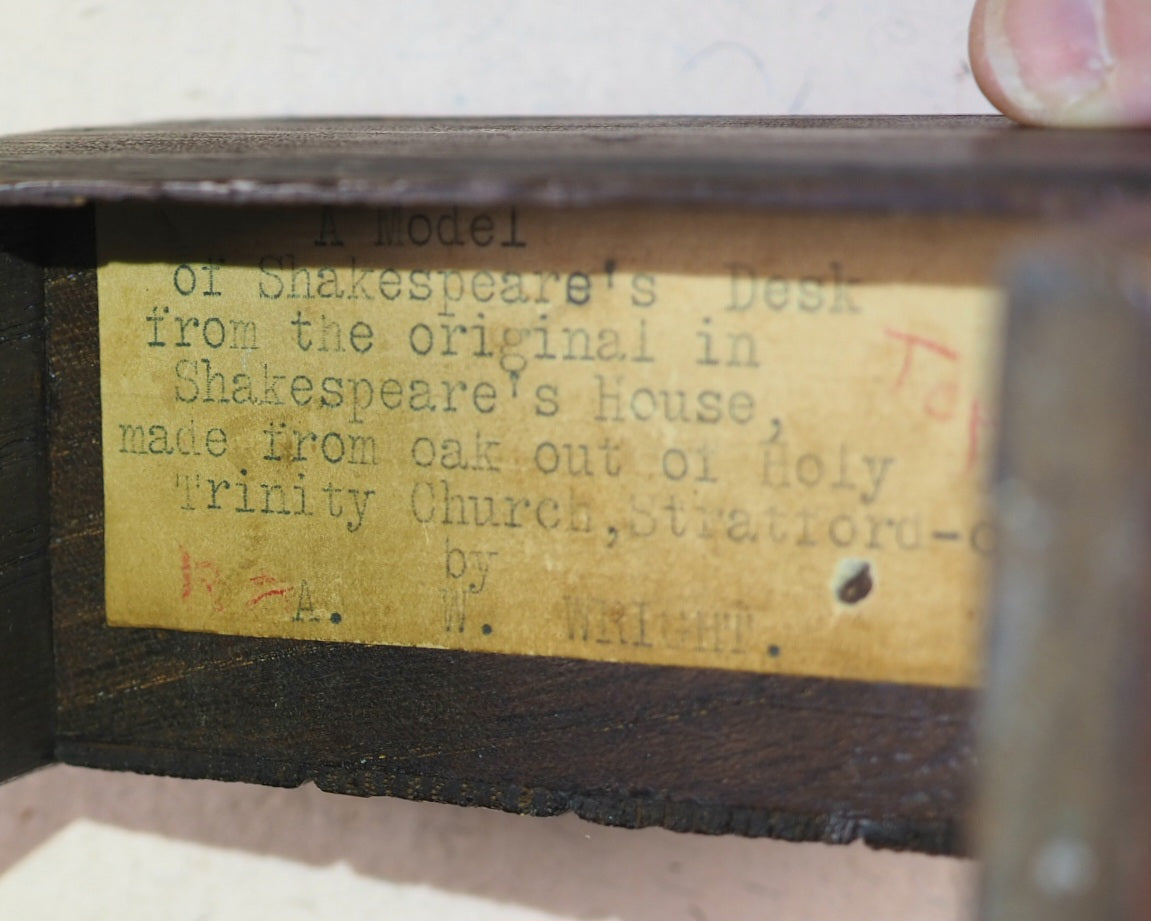 A Model
of Shakespeare's Desk
from the original in
Shakespeare's House,
made from oak out of Holy
Trinity Church, Stratford-o
by
A. W. WRIGHT.